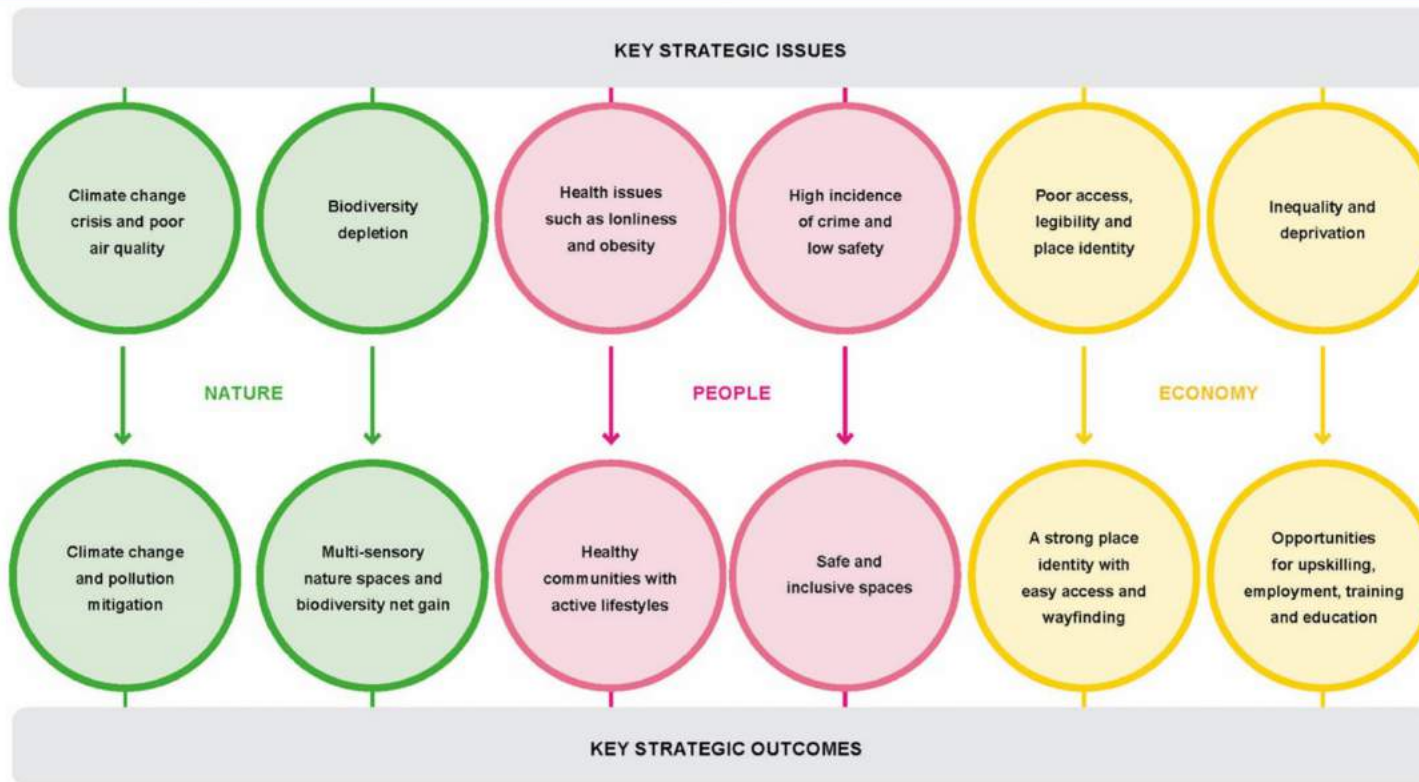 KEY STRATEGIC ISSUES
Climate change
crisis and poor
air quality
Biodiversity
depletion
Health issues
such as lonliness
and obesity
High incidence
of crime and
low safety
Poor access,
legibility and
place identity
Inequality and
deprivation
NATURE
PEOPLE
ECONOMY
Climate change
and pollution
mitigation
Multi-sensory
nature spaces and
biodiversity net gain
Healthy
communities with
active lifestyles
Safe and
inclusive spaces
A strong place
identity with
easy access and
wayfinding
Opportunities
for upskilling,
employment, training
and education
KEY STRATEGIC OUTCOMES